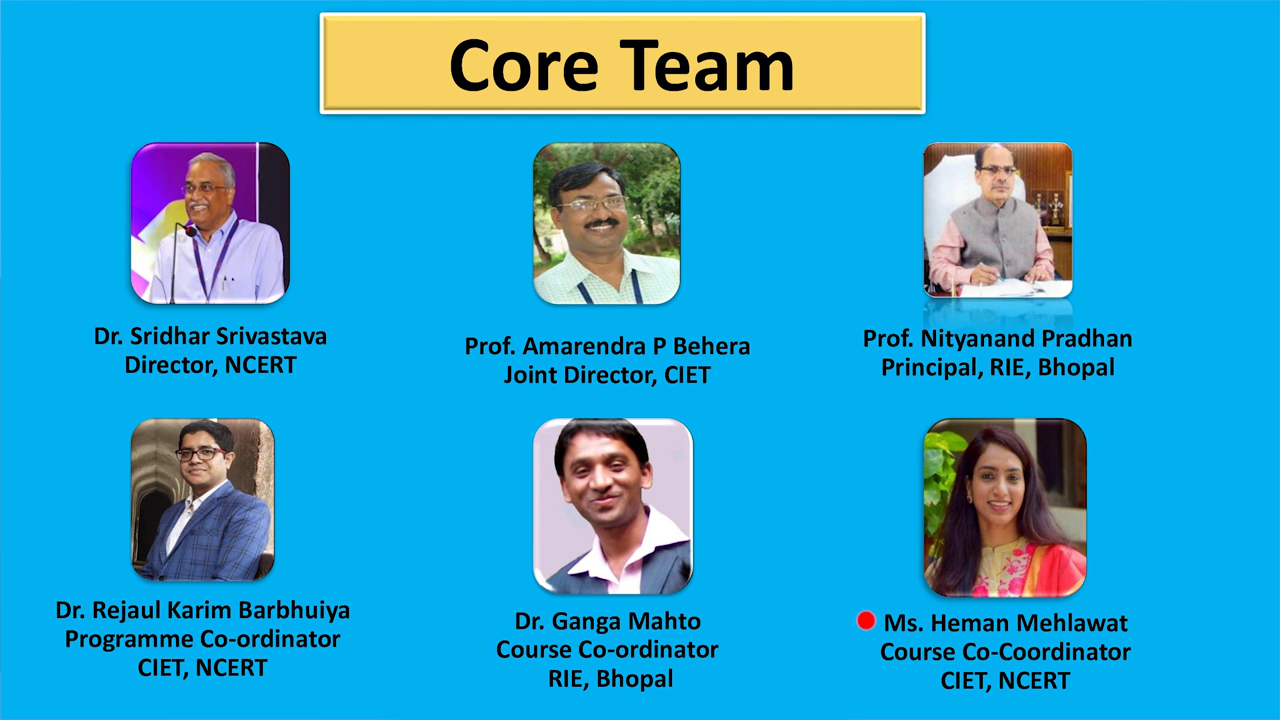 Core Team
Dr. Sridhar Srivastava
Director, NCERT
Prof. Amarendra P Behera
Joint Director, CIET
Prof. Nityanand Pradhan
Principal, RIE, Bhopal
Dr. Rejaul Karim Barbhuiya
Programme Co-ordinator
CIET, NCERT
Dr. Ganga Mahto
Course Co-ordinator
RIE, Bhopal
Ms. Heman Mehlawat
Course Co-Coordinator
CIET, NCERT